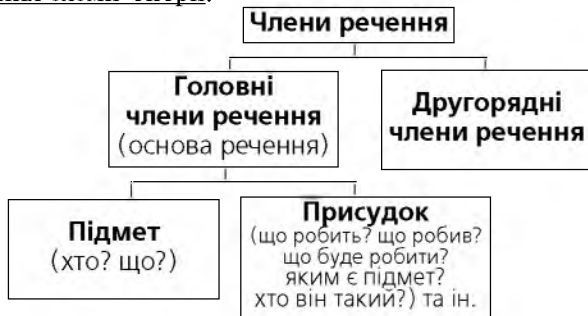 Члени речення
Головні
члени речення
(основа речення)
Другорядні
члени речення
Підмет
(хто? що?)
Присудок
(що робить? що робив?
що буде робити?
яким є підмет?
хто він такий?) та ін.